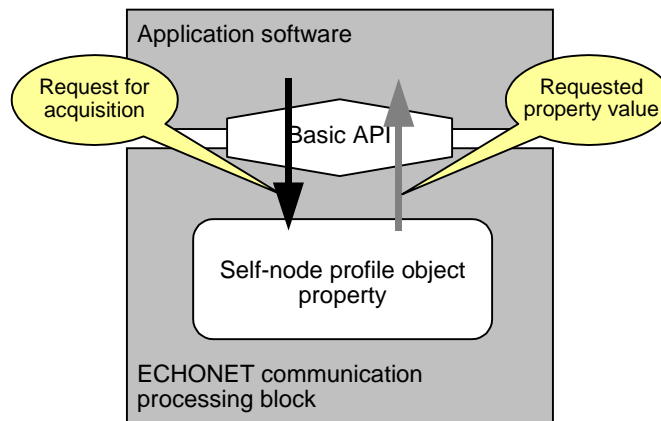 Application software
Request for
acquisition
Requested
property value
Basic API
Self-node profile object
property
ECHONET communication
processing block